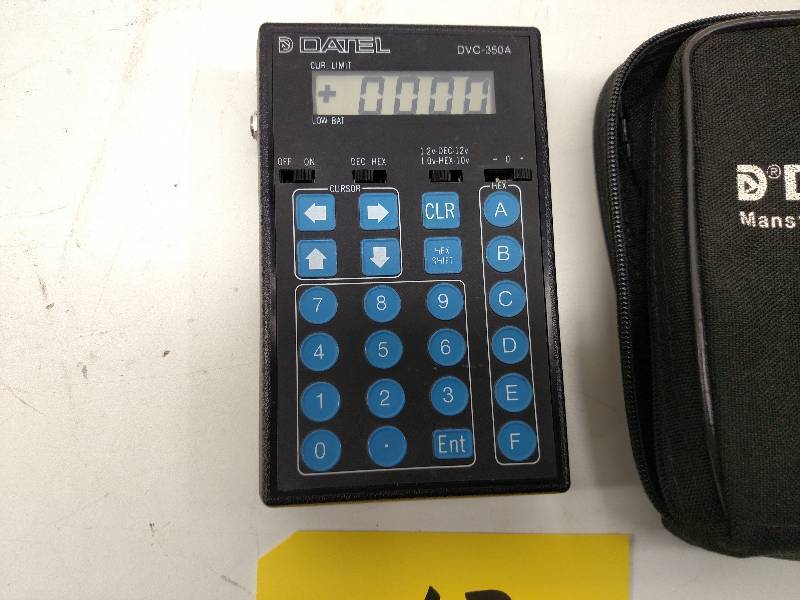 DATEL DVC-350A
CUR. LIMIT
+ 0000
LOW BAT
OFF ON DEC HEX 1.2v-DEC-12v - 0 -
1.0v-HEX-10v
CURSOR HEX
CLR A
HEX SHIFT B
7 8 9 C
4 5 6 D
1 2 3 E
0 . Ent F
D®D
Mans